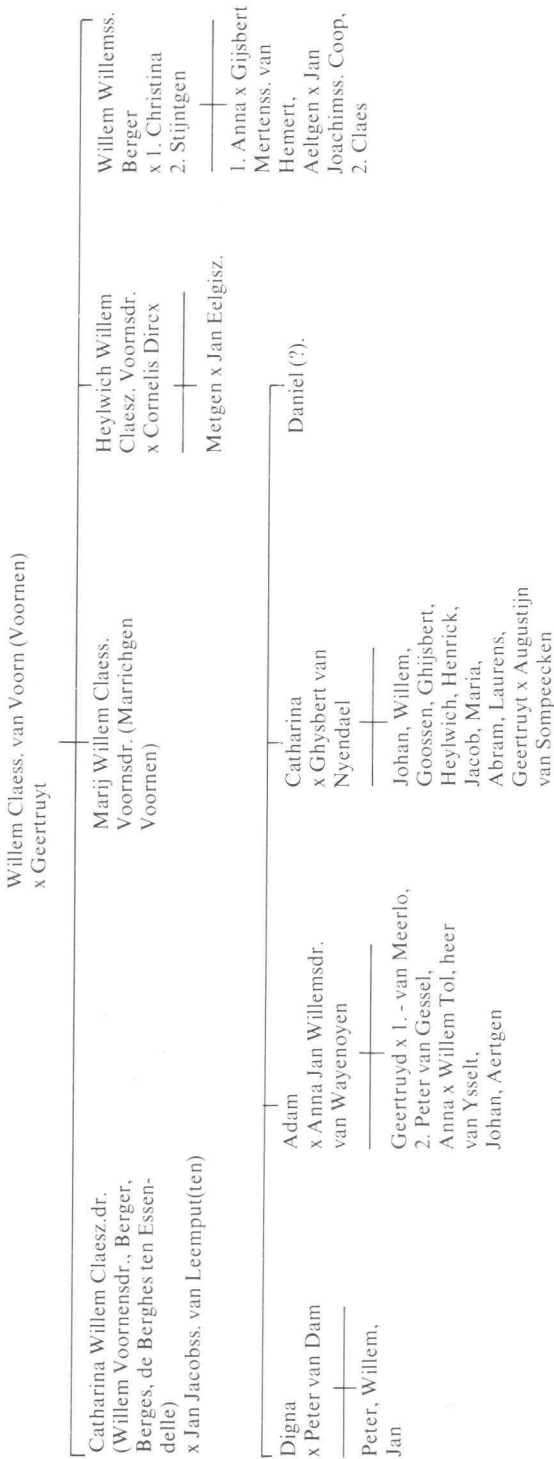 Willem Claess. van Voorn (Voornen)
x Geertruyt
Catharina Willem Claesz.dr.
(Willem Voornensdr., Berger,
Berges, de Berghes ten Essen-
delle)
x Jan Jacobss. van Leemput(ten)
Marij Willem Claess.
Voornsdr. (Marrichgen
Voornen)
Heylwich Willem
Claesz. Voornsdr.
x Cornelis Dircx
Metgen x Jan Eelgisz.
Willem Willemss.
Berger
x 1. Christina
2. Stijntgen
1. Anna x Gijsbert
Mertenss. van
Hemert,
Aeltgen x Jan
Joachimss. Coop,
2. Claes
Digna
x Peter van Dam
Peter, Willem,
Jan
Adam
x Anna Jan Willemsdr.
van Wayenoyen
Geertruyd x 1. - van Meerlo,
2. Peter van Gessel,
Anna x Willem Tol, heer
van Ysselt,
Johan, Aertgen
Catharina
x Ghysbert van
Nyendael
Johan, Willem,
Goossen, Ghijsbert,
Heylwich, Henrick,
Jacob, Maria,
Abram, Laurens,
Geertruyt x Augustijn
van Sompeecken
Daniel (?).